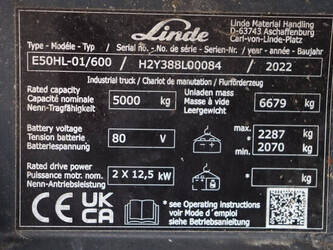 Linde
Linde Material Handling
D-63743 Aschaffenburg
Carl-von-Linde-Platz
Type - Modéle - Typ / Serial no. - No. de série - Serien-Nr. / year - année - Baujahr
E50HL-01/600 / H2Y388L00084 / 2022
Industrial truck / Chariot de manutation / Flurförderzeug
Rated capacity
Capacité nominale
Nenn-Tragfähigkeit
5000 kg
Unladen mass
Masse à vide
Leergewicht
6679 kg
Battery voltage
Tension batterie
Batteriespannung
80 V
max. 2287 kg
min. 2070 kg
Rated drive power
Puissance motr. nom.
Nenn-Antriebsleistung
2 X 12,5 kW
* kg
CE UK CA
* see Operating instructions
voir Mode d'emploi
siehe Betriebsanleitung